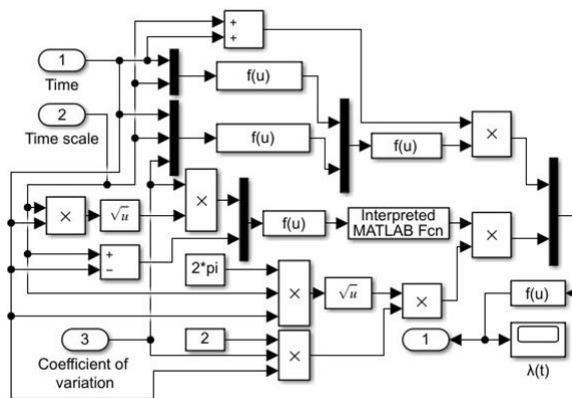 +
+
1
Time
f(u)
2
Time scale
f(u)
f(u)
×
×
×
√u
f(u)
Interpreted
MATLAB Fcn
×
+
−
2*pi
×
√u
×
f(u)
3
Coefficient of
variation
2
×
1
λ(t)